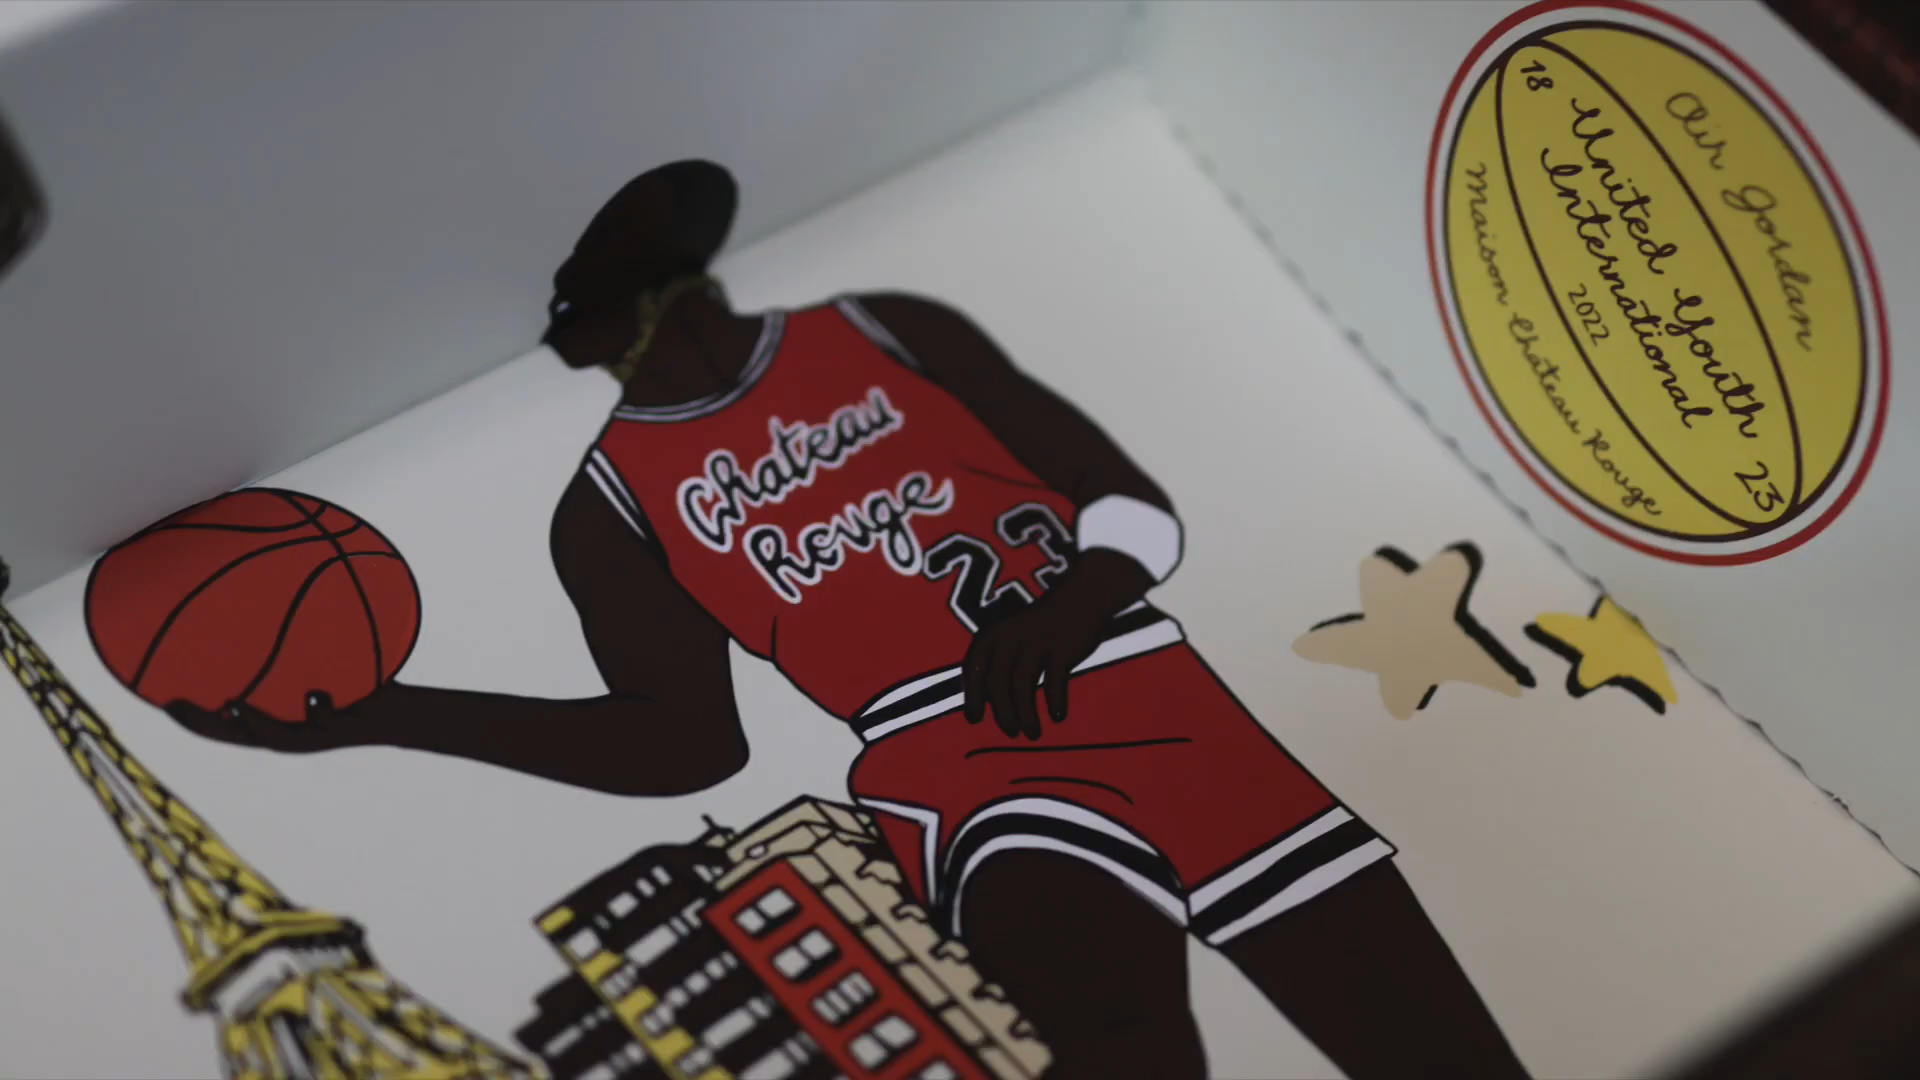 Chateau
Rouge
23
Air Jordan
18
United Youth
International
2022
23
Maison Château Rouge